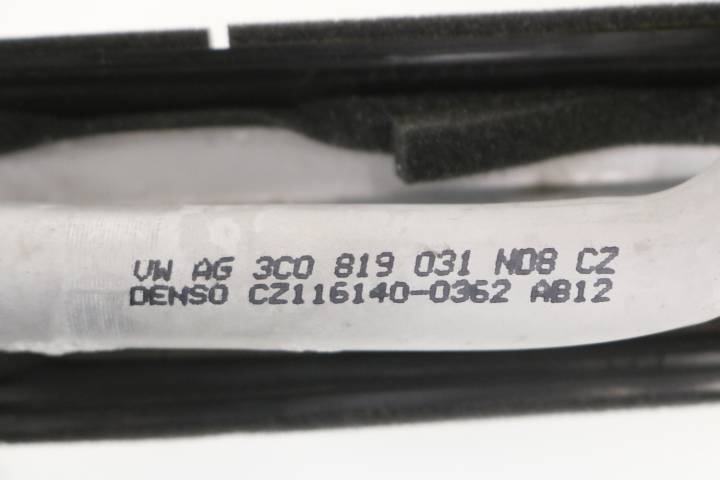 VW AG 3C0 819 031 N08 CZ
DENSO CZ116140-0362 AB12